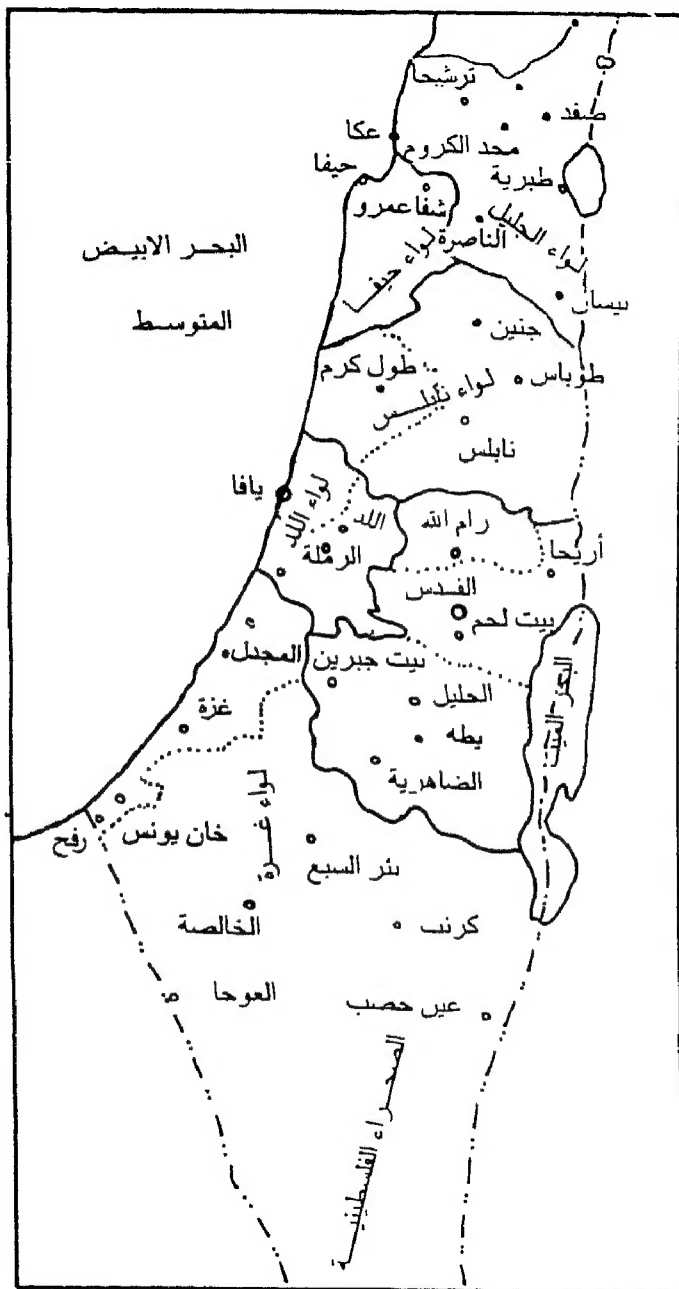 ترشيحا
صفد
عكا
مجد الكروم
حيفا
طبرية
شفا عمرو
الناصرة
لواء الجليل
لواء حيفا
البحر الابيض
المتوسط
بيسان
جنين
طول كرم
طوباس
لواء نابلس
نابلس
يافا
لواء اللد
اللد
رام الله
أريحا
الرملة
القدس
بيت لحم
المجدل
بيت جبرين
البحر الميت
الخليل
غزة
يطه
الضاهرية
لواء غزة
خان يونس
رفح
بئر السبع
الخالصة
كرنب
العوجا
عين حصب
الصحراء الفلسطينية